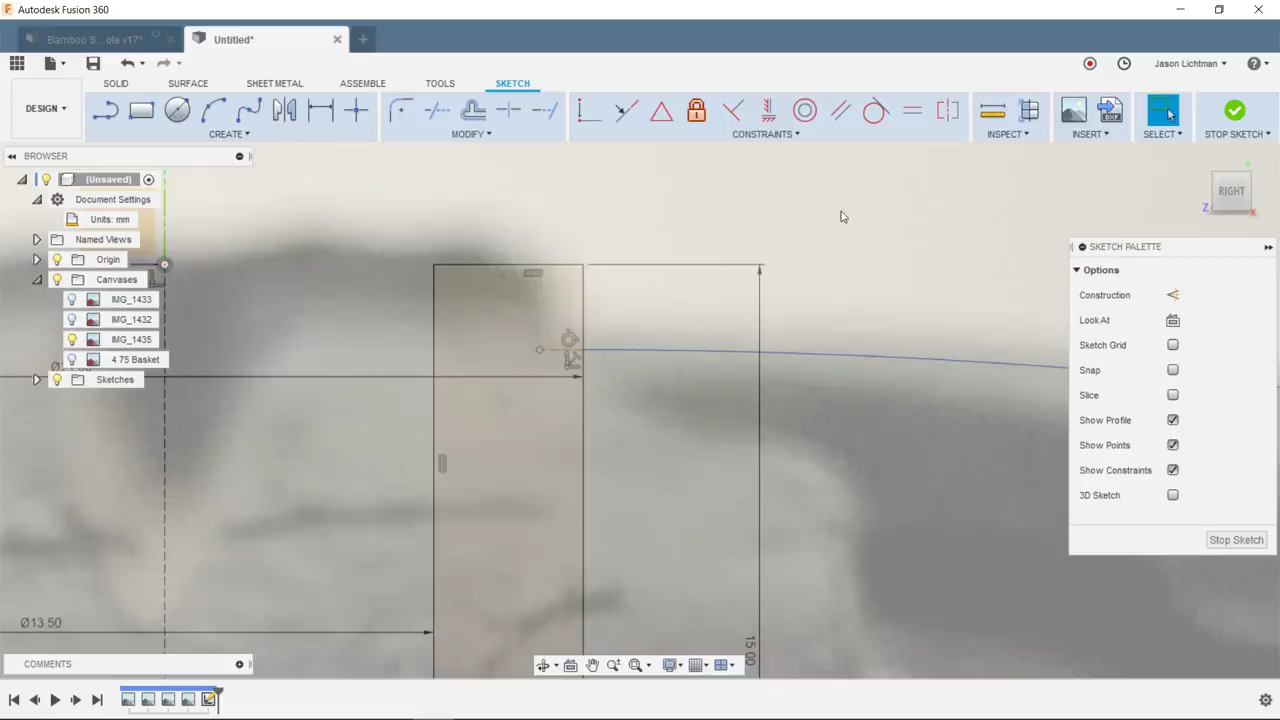 Autodesk Fusion 360
Bamboo S...ole v17*
Untitled*
Jason Lichtman
SOLID
SURFACE
SHEET METAL
ASSEMBLE
TOOLS
SKETCH
DESIGN
CREATE
MODIFY
CONSTRAINTS
INSPECT
INSERT
SELECT
STOP SKETCH
DXF
BROWSER
(Unsaved)
Document Settings
Units: mm
Named Views
Origin
Canvases
IMG_1433
IMG_1432
IMG_1435
4 75 Basket
Sketches
Y
RIGHT
Z
X
SKETCH PALETTE
Options
Construction
Look At
Sketch Grid
Snap
Slice
Show Profile
Show Points
Show Constraints
3D Sketch
Stop Sketch
Ø13.50
15.00
COMMENTS